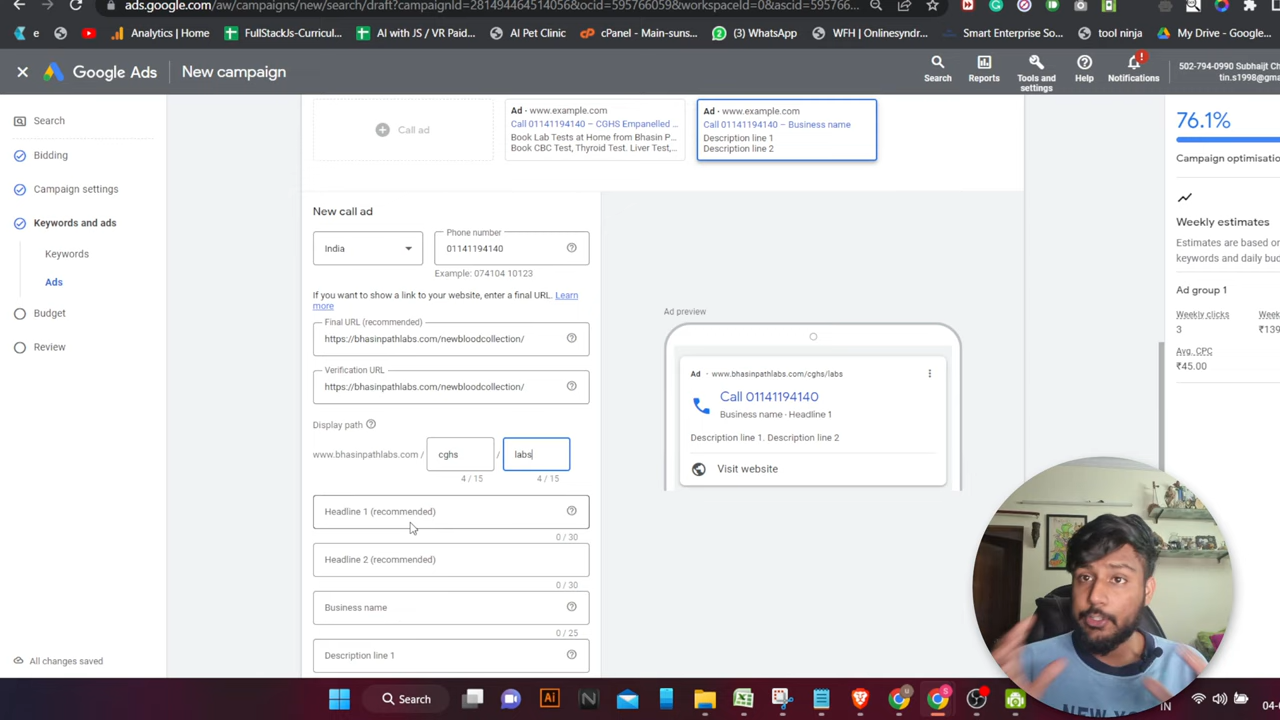 ads.google.com/aw/campaigns/new/search/draft?campaignId=281494464514056&ocid=595766059&workspaceId=0&ascid=595766...
e
Analytics | Home
FullStackJs-Curricul...
AI with JS / VR Paid...
AI Pet Clinic
cPanel - Main-suns...
(3) WhatsApp
WFH | Onlinesyndr...
Smart Enterprise So...
tool ninja
My Drive - Google...
Google Ads
New campaign
Search
Reports
Tools and
settings
Help
Notifications
502-794-0990 Subhaijt Ch
tin.s1998@gma
Search
Bidding
Campaign settings
Keywords and ads
Keywords
Ads
Budget
Review
All changes saved
Call ad
Ad · www.example.com
Call 01141194140 – CGHS Empanelled ...
Book Lab Tests at Home from Bhasin P...
Book CBC Test, Thyroid Test. Liver Test,...
Ad · www.example.com
Call 01141194140 – Business name
Description line 1
Description line 2
New call ad
India
Phone number
01141194140
Example: 074104 10123
If you want to show a link to your website, enter a final URL. Learn
more
Final URL (recommended)
https://bhasinpathlabs.com/newbloodcollection/
Verification URL
https://bhasinpathlabs.com/newbloodcollection/
Display path
www.bhasinpathlabs.com / cghs / labs
4 / 15 4 / 15
Headline 1 (recommended)
0 / 30
Headline 2 (recommended)
0 / 30
Business name
0 / 25
Description line 1
Ad preview
Ad · www.bhasinpathlabs.com/cghs/labs
Call 01141194140
Business name · Headline 1
Description line 1. Description line 2
Visit website
76.1%
Campaign optimisatio
Weekly estimates
Estimates are based on
keywords and daily bud
Ad group 1
Weekly clicks
3
Week
₹139
Avg. CPC
₹45.00
Search
IN
04-0